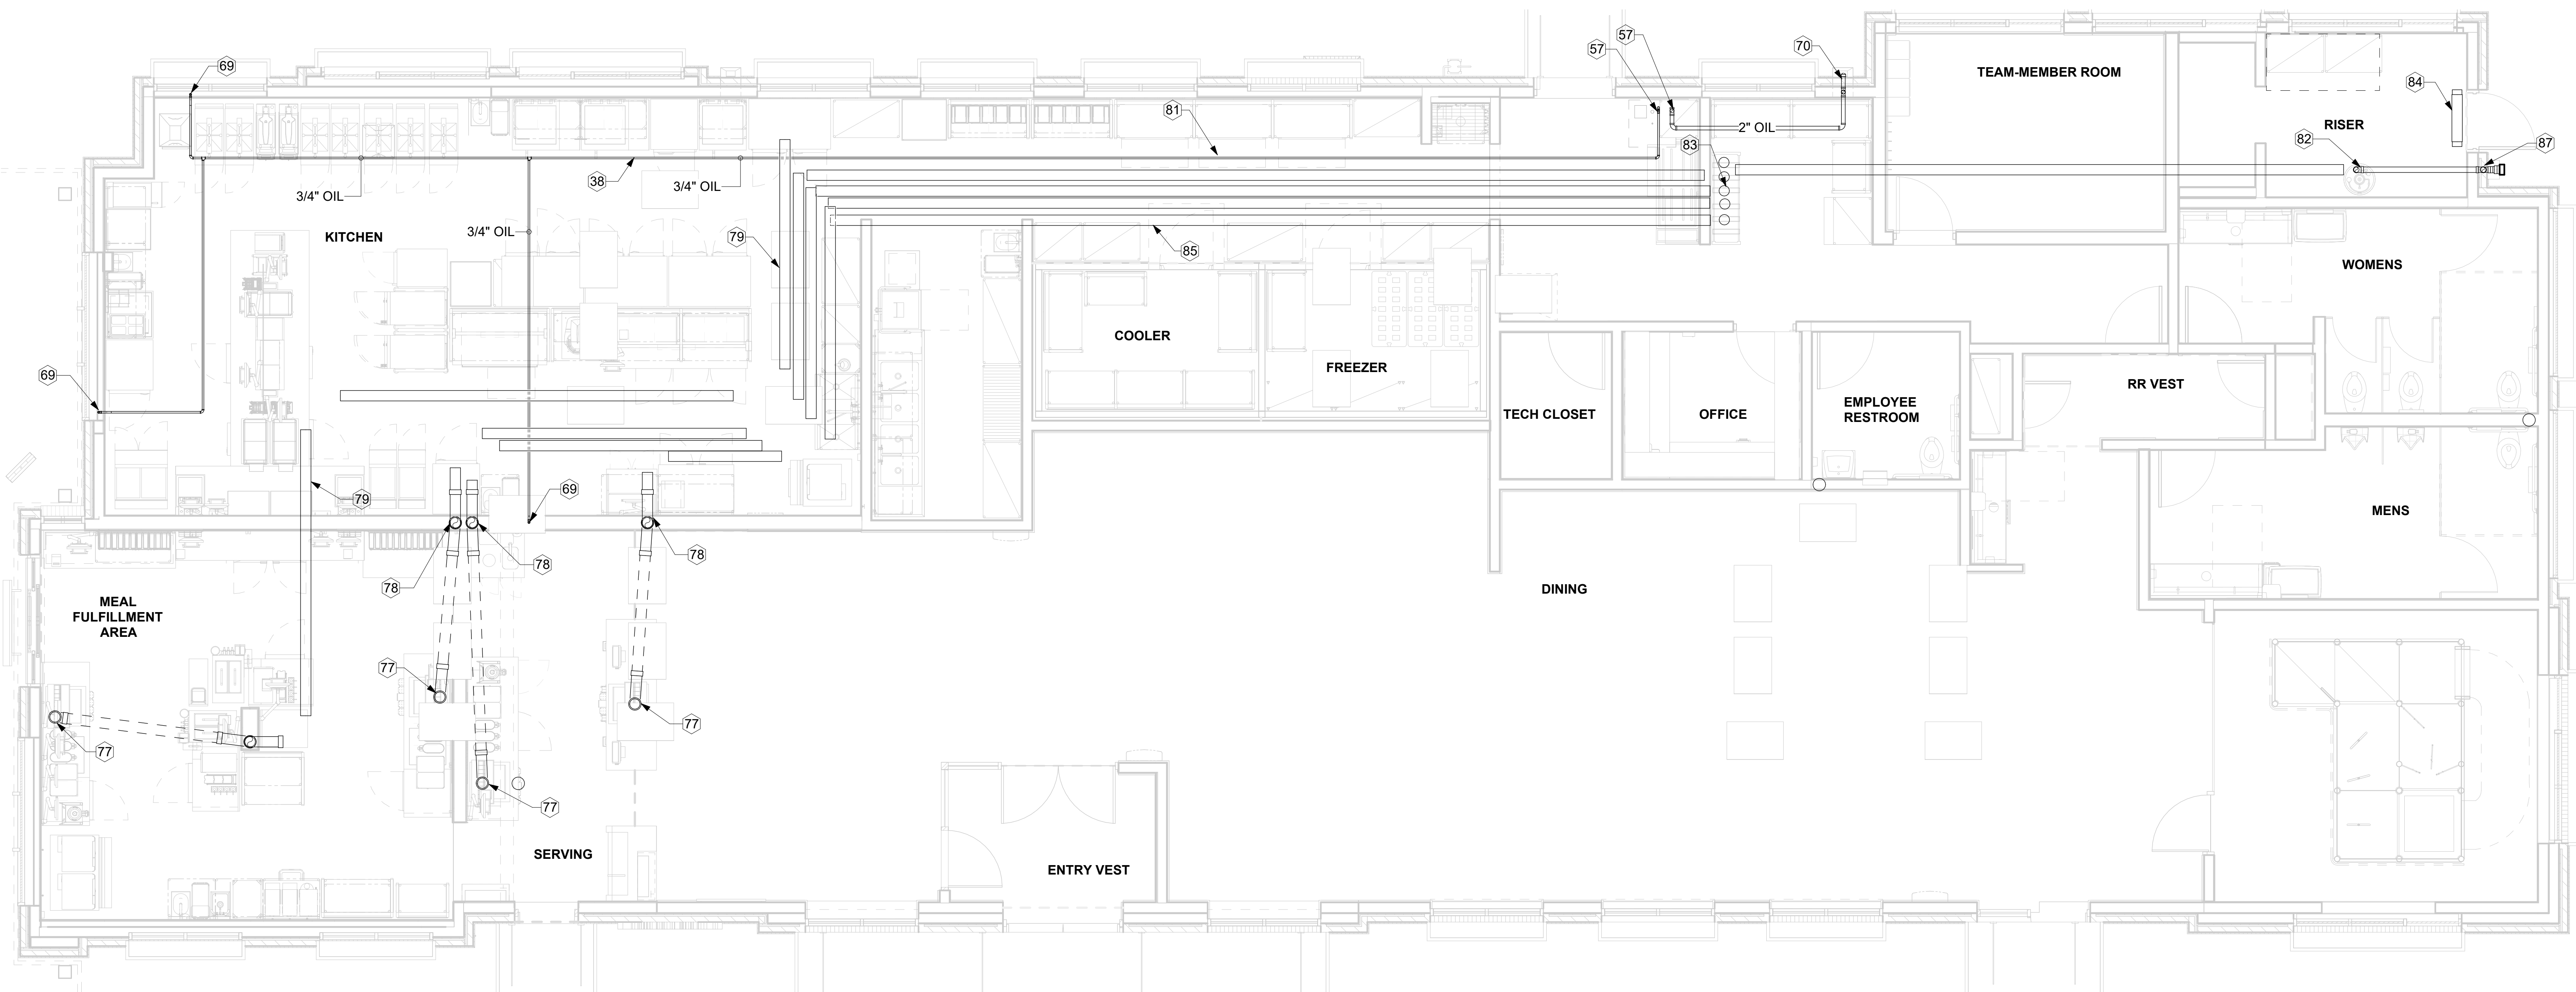 57
57
70
TEAM-MEMBER ROOM
69
84
81
2" OIL
RISER
83
82
87
38
3/4" OIL
3/4" OIL
3/4" OIL
KITCHEN
79
85
WOMENS
COOLER
FREEZER
69
RR VEST
TECH CLOSET
OFFICE
EMPLOYEE
RESTROOM
79
69
MENS
78
78
78
DINING
MEAL
FULFILLMENT
AREA
77
77
77
77
SERVING
ENTRY VEST